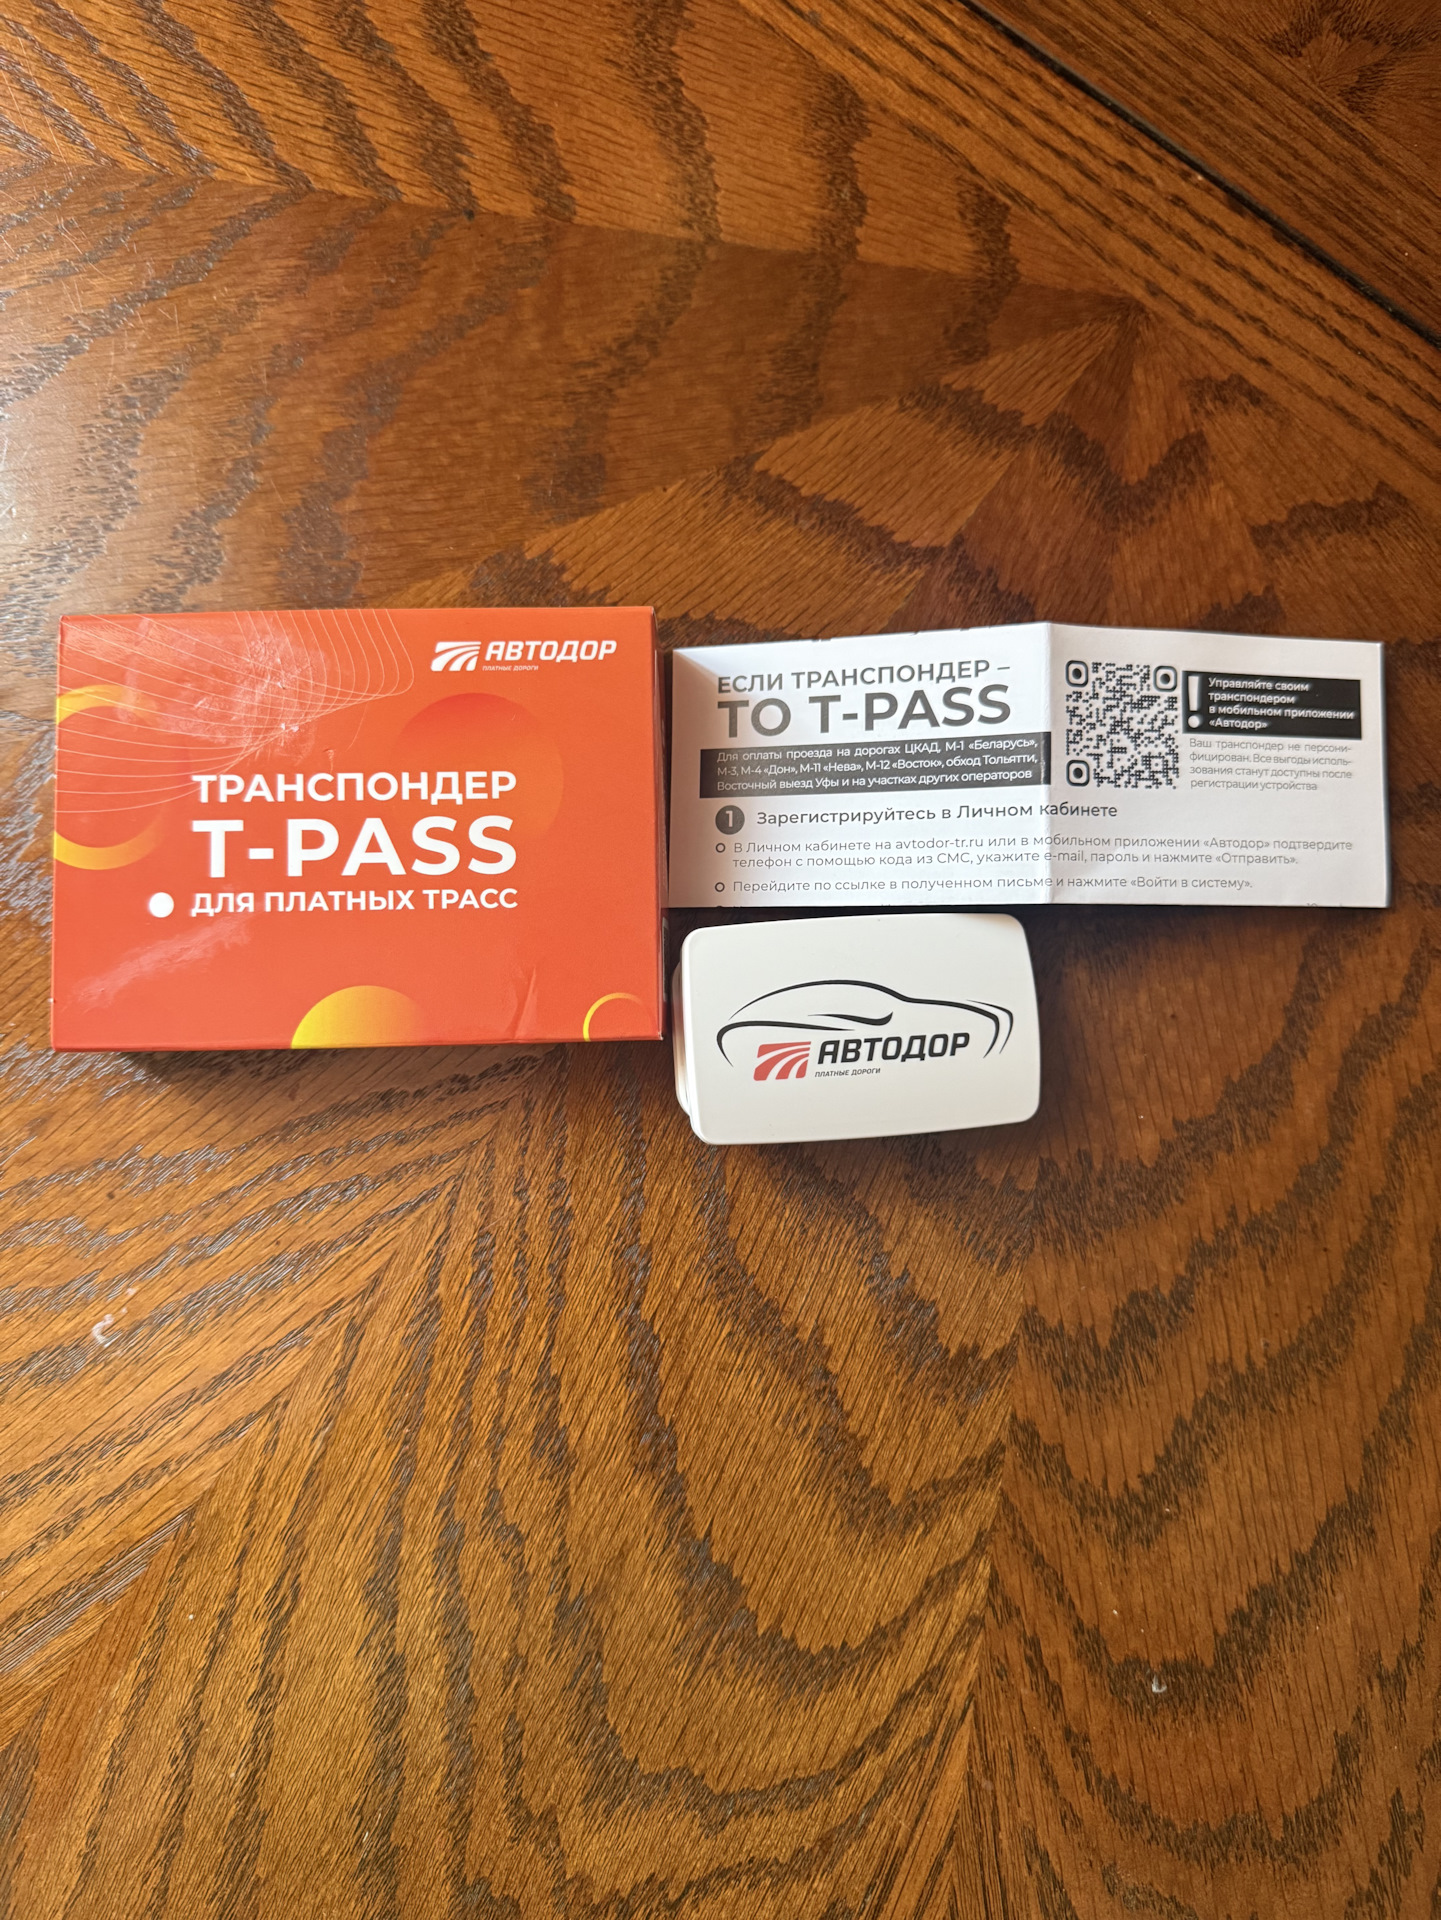 АВТОДОР
ПЛАТНЫЕ ДОРОГИ
ТРАНСПОНДЕР
T-PASS
ДЛЯ ПЛАТНЫХ ТРАСС
ЕСЛИ ТРАНСПОНДЕР –
ТО T-PASS
Для оплаты проезда на дорогах ЦКАД, М-1 «Беларусь»,
М-3, М-4 «Дон», М-11 «Нева», М-12 «Восток», обход Тольятти,
Восточный выезд Уфы и на участках других операторов
! Управляйте своим
транспондером
в мобильном приложении
«Автодор»
Ваш транспондер не персони-
фицирован. Все выгоды исполь-
зования станут доступны после
регистрации устройства
1 Зарегистрируйтесь в Личном кабинете
В Личном кабинете на avtodor-tr.ru или в мобильном приложении «Автодор» подтвердите
телефон с помощью кода из СМС, укажите e-mail, пароль и нажмите «Отправить».
Перейдите по ссылке в полученном письме и нажмите «Войти в систему».
АВТОДОР
ПЛАТНЫЕ ДОРОГИ